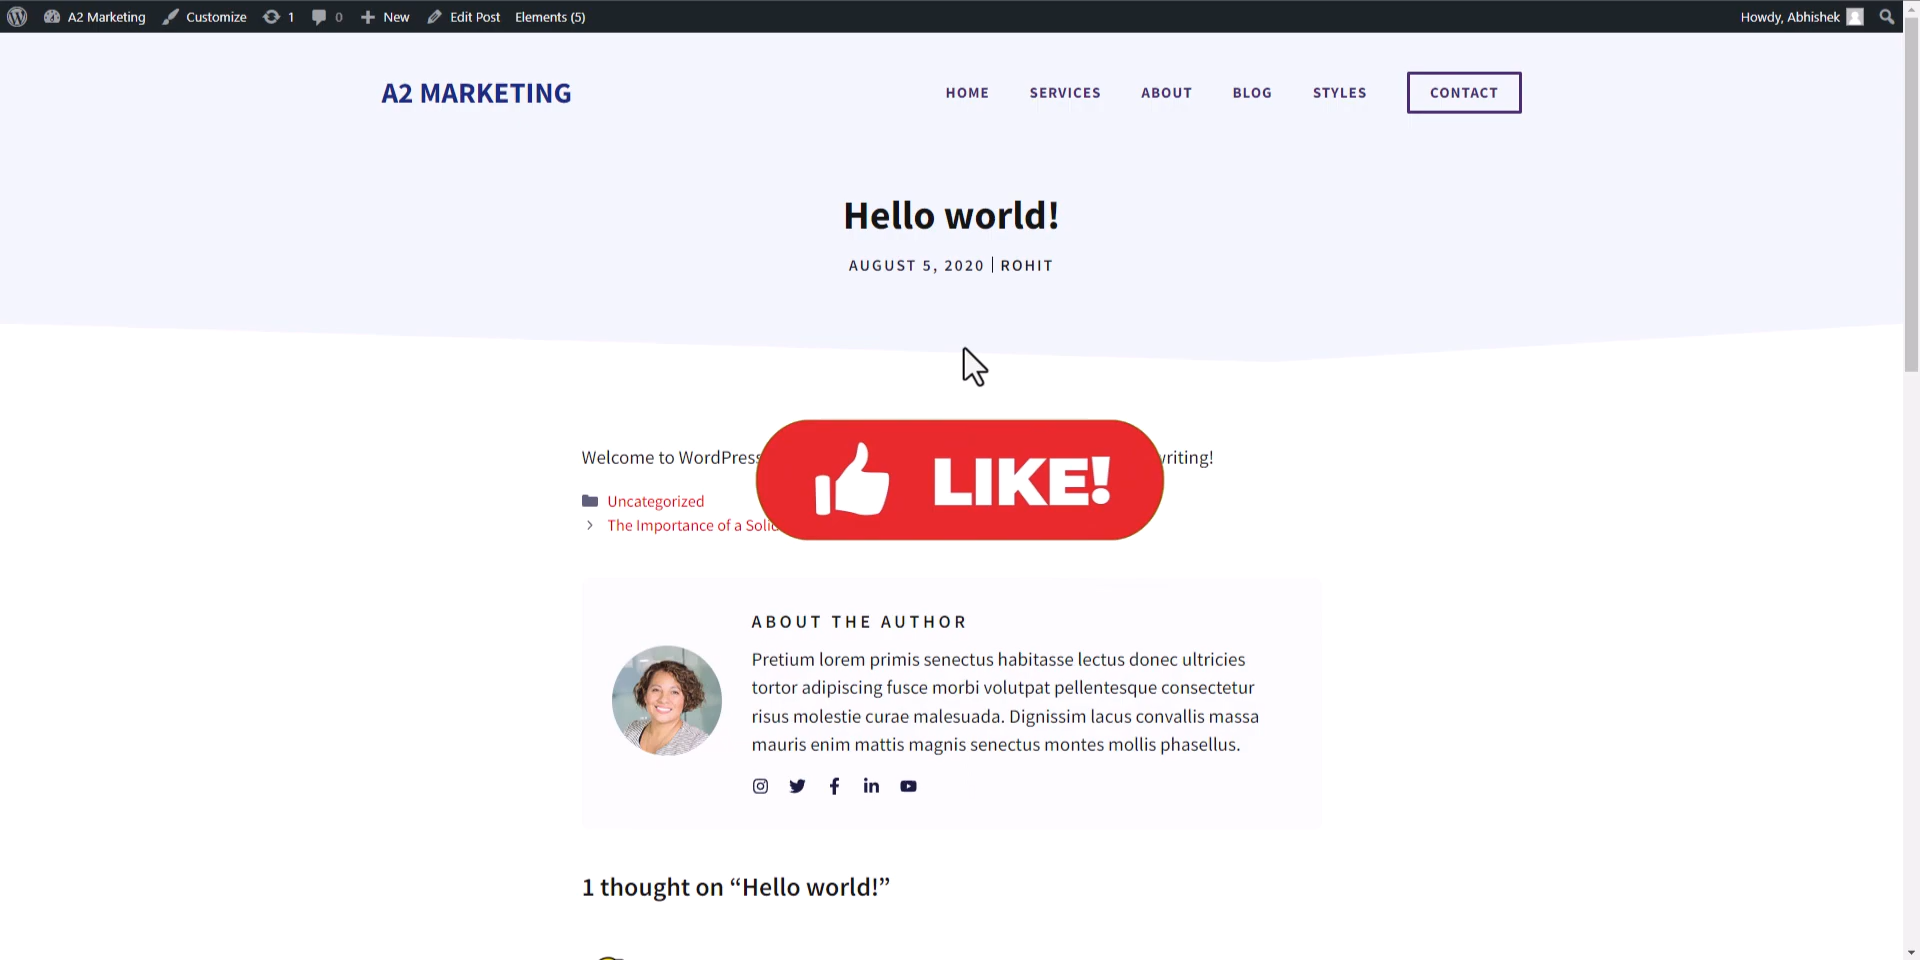 A2 Marketing Customize 1 0 New Edit Post Elements (5) Howdy, Abhishek
A2 MARKETING
HOME SERVICES ABOUT BLOG STYLES CONTACT
Hello world!
AUGUST 5, 2020 | ROHIT
Welcome to WordPress writing!
LIKE!
Uncategorized
The Importance of a
ABOUT THE AUTHOR
Pretium lorem primis senectus habitasse lectus donec ultricies
tortor adipiscing fusce morbi volutpat pellentesque consectetur
risus molestie curae malesuada. Dignissim lacus convallis massa
mauris enim mattis magnis senectus montes mollis phasellus.
1 thought on “Hello world!”